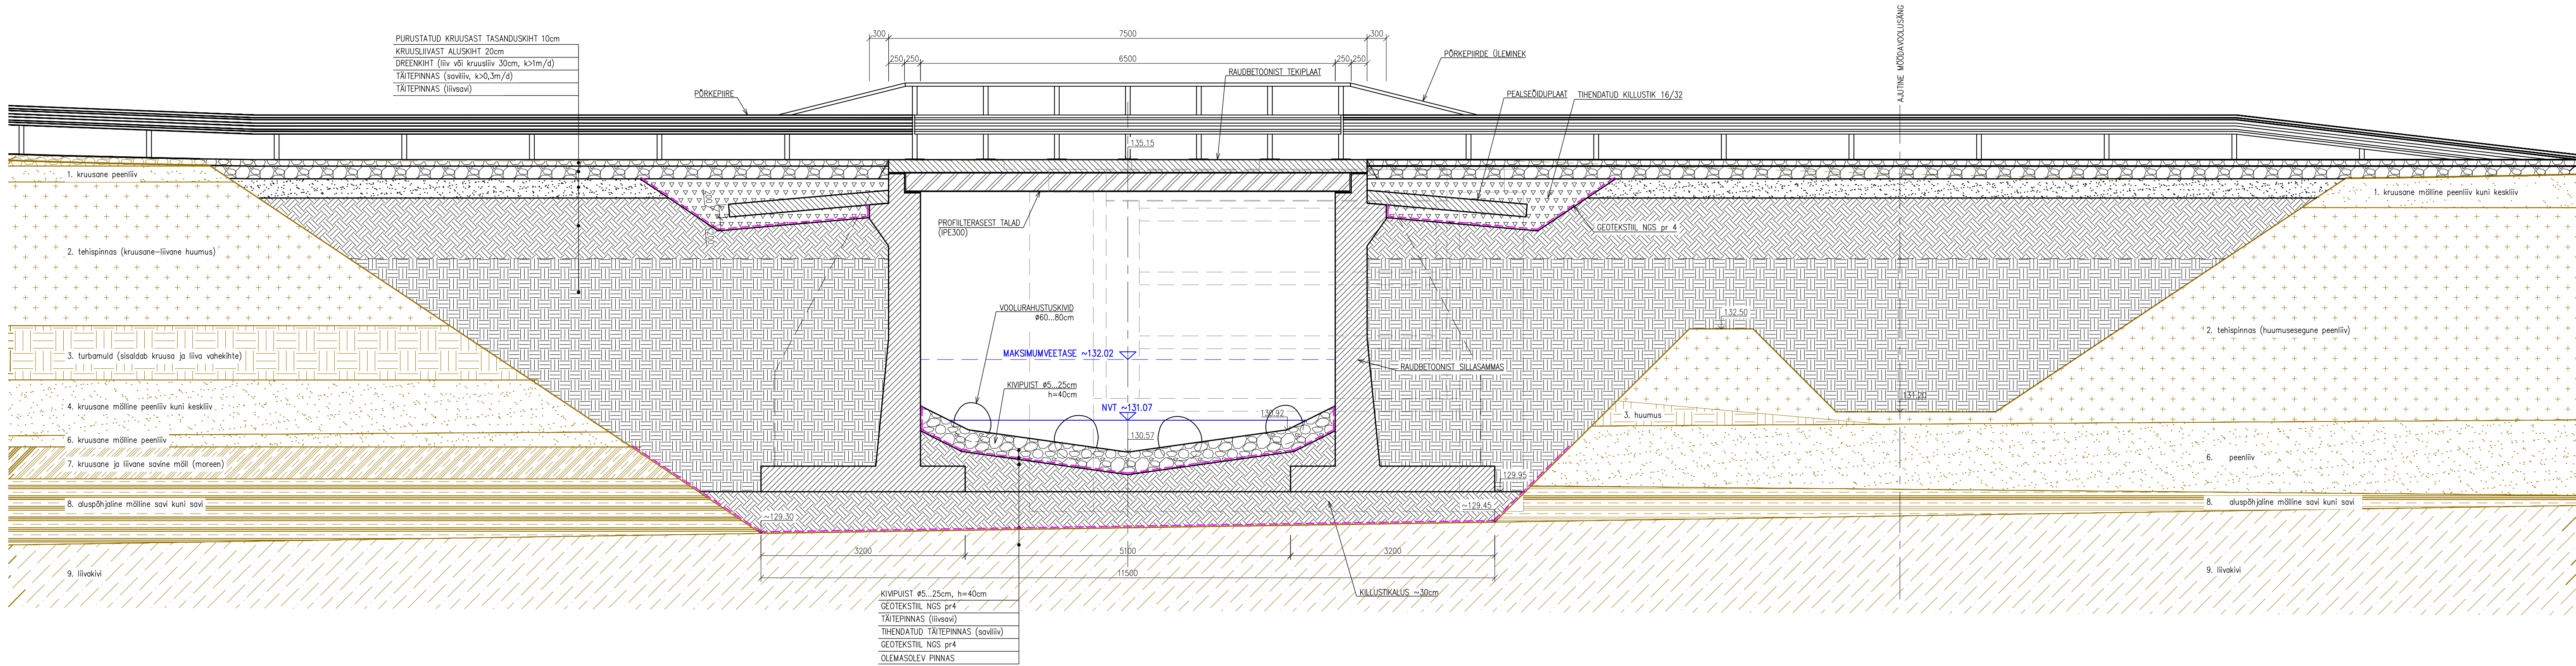 PURUSTATUD KRUUSAST TASANDUSKIHT 10cm
KRUUSLIIVAST ALUSKIHT 20cm
DREENKIHT (liiv või kruusliiv 30cm, k>1m/d)
TÄITEPINNAS (saviliiv, k>0,3m/d)
TÄITEPINNAS (liivsavi)
PÕRKEPIIRE
300
7500
300
250
250
6500
250
250
RAUDBETOONIST TEKIPLAAT
PÕRKEPIIRDE ÜLEMINEK
PEALSEÕIDUPLAAT
TIHENDATUD KILLUSTIK 16/32
AJUTINE MÖÖDAVOOLUSÄNG
135.15
1. kruusane peenliiv
2. tehispinnas (kruusane-liivane huumus)
3. turbamuld (sisaldab kruusa ja liiva vahekihte)
4. kruusane mölline peenliiv kuni keskliiv
6. kruusane mölline peenliiv
7. kruusane ja liivane savine möll (moreen)
8. aluspõhjaline mölline savi kuni savi
9. liivakivi
200
200
PROFIILTERASEST TALAD
(IPE300)
GEOTEKSTIIL NGS pr 4
VOOLURAHUSTUSKIVID
ø60...80cm
MAKSIMUMVEETASE ~132.02
KIVIPUIST ø5...25cm
h=40cm
NVT ~131.07
130.92
130.57
RAUDBETOONIST SILLASAMMAS
132.50
131.20
129.95
~129.30
~129.45
3200
5100
3200
11500
KILLUSTIKALUS ~30cm
1. kruusane mölline peenliiv kuni keskliiv
2. tehispinnas (huumusesegune peenliiv)
3. huumus
6. peenliiv
8. aluspõhjaline mölline savi kuni savi
9. liivakivi
KIVIPUIST ø5...25cm, h=40cm
GEOTEKSTIIL NGS pr4
TÄITEPINNAS (liivsavi)
TIHENDATUD TÄITEPINNAS (saviliiv)
GEOTEKSTIIL NGS pr4
OLEMASOLEV PINNAS